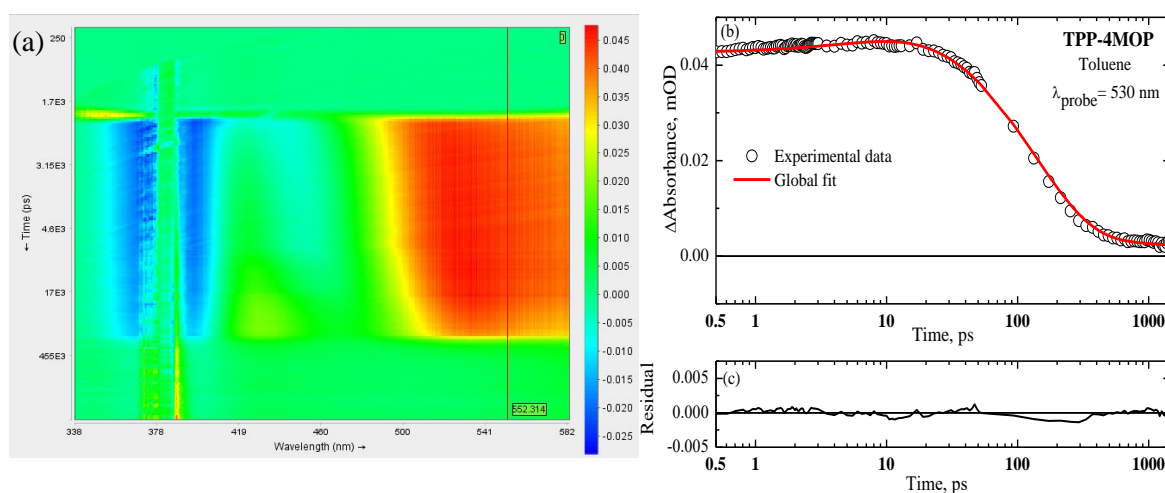 (a)
250
1.7E3
3.15E3
4.6E3
17E3
455E3
← Time (ps)
338
378
419
460
500
541
582
Wavelength (nm) →
552.314
0.045
0.040
0.035
0.030
0.025
0.020
0.015
0.010
0.005
0.000
-0.005
-0.010
-0.015
-0.020
-0.025
(b)
TPP-4MOP
Toluene
λprobe= 530 nm
Experimental data
Global fit
ΔAbsorbance, mOD
0.04
0.02
0.00
0.5
1
10
100
1000
Time, ps
(c)
Residual
0.005
0.000
-0.005
0.5
1
10
100
1000
Time, ps